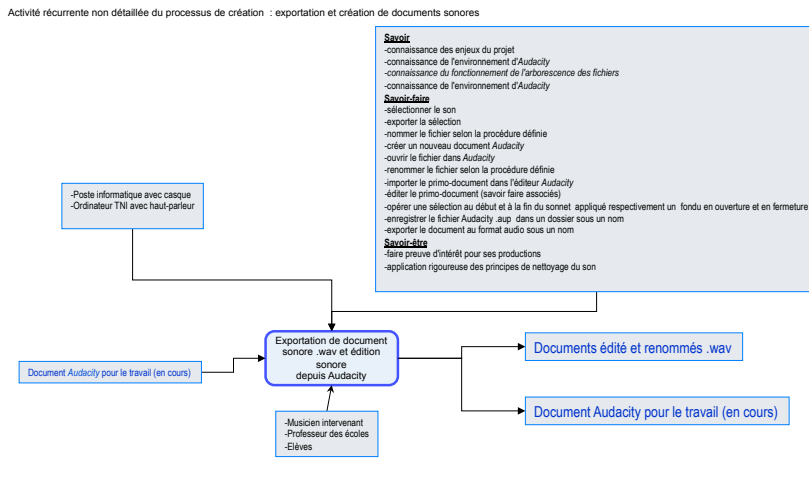 Activité récurrente non détaillée du processus de création : exportation et création de documents sonores
Savoir
-connaissance des enjeux du projet
-connaissance de l'environnement d'Audacity
-connaissance du fonctionnement de l'arborescence des fichiers
-connaissance de l'environnement d'Audacity
Savoir-faire
-sélectionner le son
-exporter la sélection
-nommer le fichier selon la procédure définie
-créer un nouveau document Audacity
-ouvrir le fichier dans Audacity
-renommer le fichier selon la procédure définie
-importer le primo-document dans l'éditeur Audacity
-éditer le primo-document (savoir faire associés)
-opérer une sélection au début et à la fin du sonnet appliqué respectivement un fondu en ouverture et en fermeture
-enregistrer le fichier Audacity .aup dans un dossier sous un nom
-exporter le document au format audio sous un nom
Savoir-être
-faire preuve d'intérêt pour ses productions
-application rigoureuse des principes de nettoyage du son
-Poste informatique avec casque
-Ordinateur TNI avec haut-parleur
Exportation de document
sonore .wav et édition
sonore
depuis Audacity
Document Audacity pour le travail (en cours)
Documents édité et renommés .wav
Document Audacity pour le travail (en cours)
-Musicien intervenant
-Professeur des écoles
-Elèves